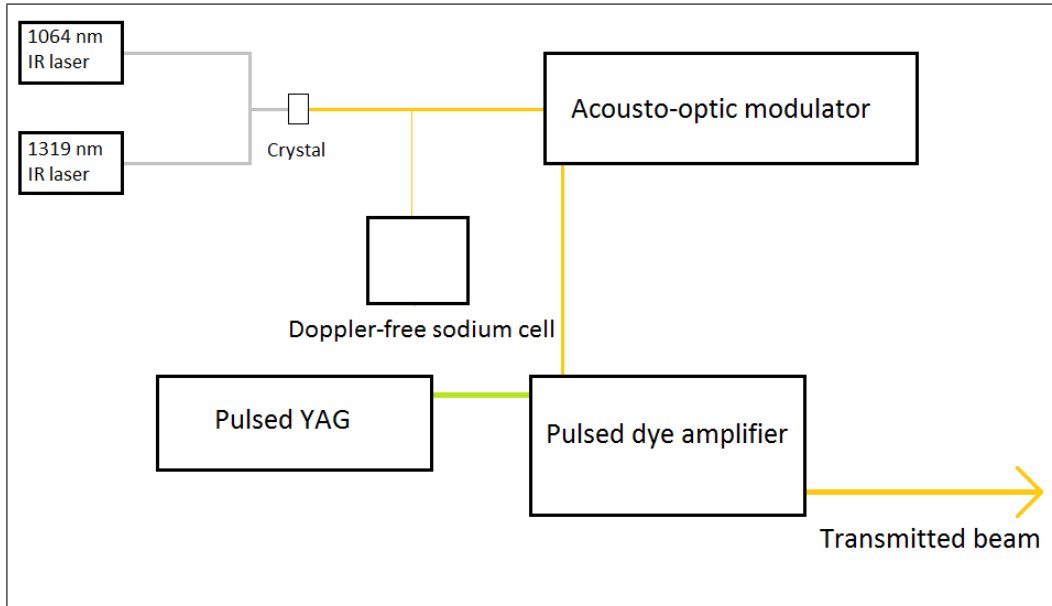 1064 nm
IR laser
1319 nm
IR laser
Crystal
Acousto-optic modulator
Doppler-free sodium cell
Pulsed YAG
Pulsed dye amplifier
Transmitted beam